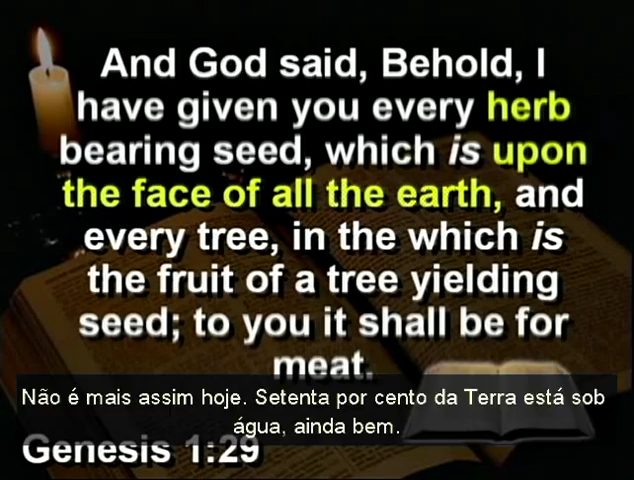 And God said, Behold, I
have given you every herb
bearing seed, which is upon
the face of all the earth, and
every tree, in the which is
the fruit of a tree yielding
seed; to you it shall be for
meat.
Não é mais assim hoje. Setenta por cento da Terra está sob
água, ainda bem.
Genesis 1:29